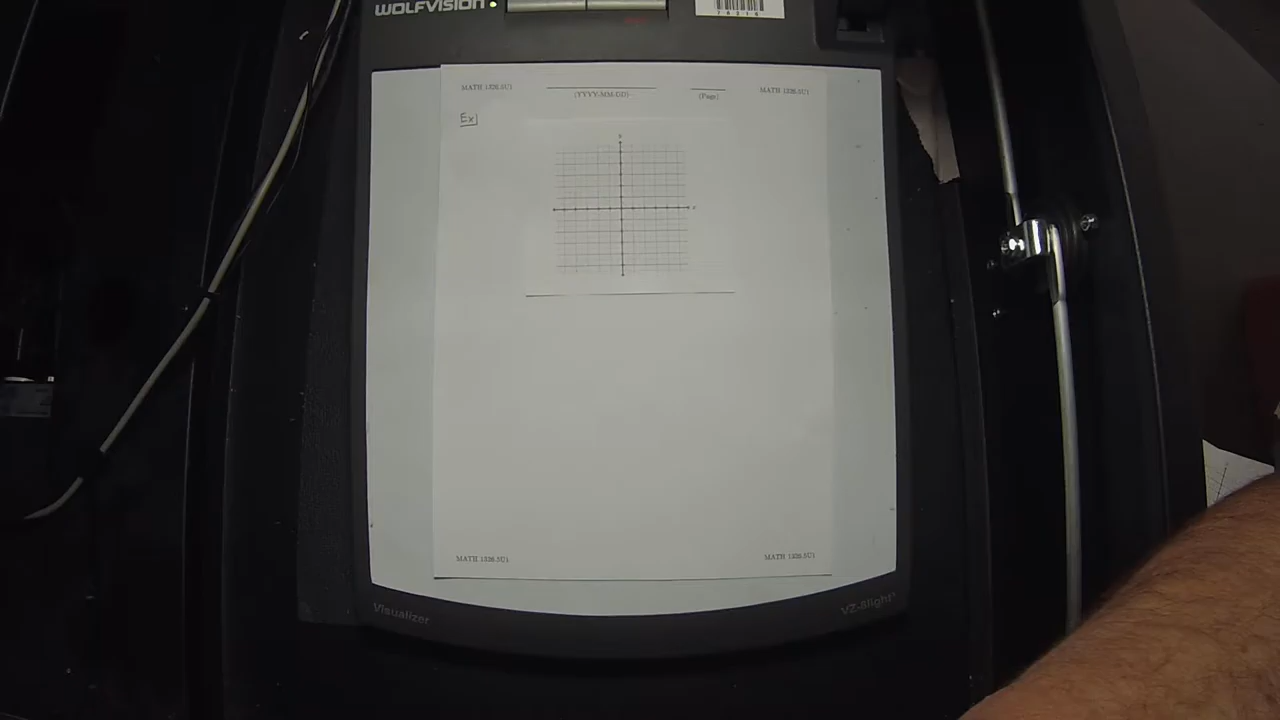 WOLFVISION
MATH 1326.5U1
(YYYY-MM-DD)
(Page)
MATH 1326.5U1
Ex
y
x
MATH 1326.5U1
MATH 1326.5U1
Visualizer
VZ-8light³